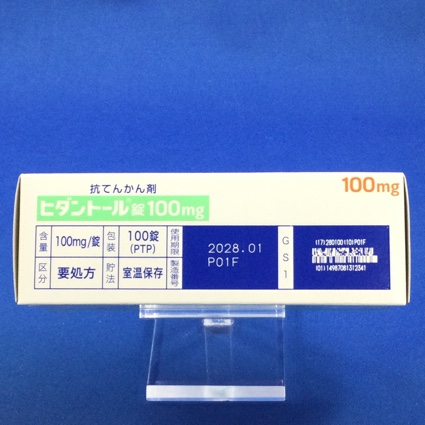 抗てんかん剤
ヒダントール錠100mg
100mg
含量 100mg/錠 包装 100錠 (PTP) 使用期限 2028.01
区分 要処方 貯法 室温保存 製造番号 P01F
GS1
(17)280100(10)P01F
(01)14987081312341